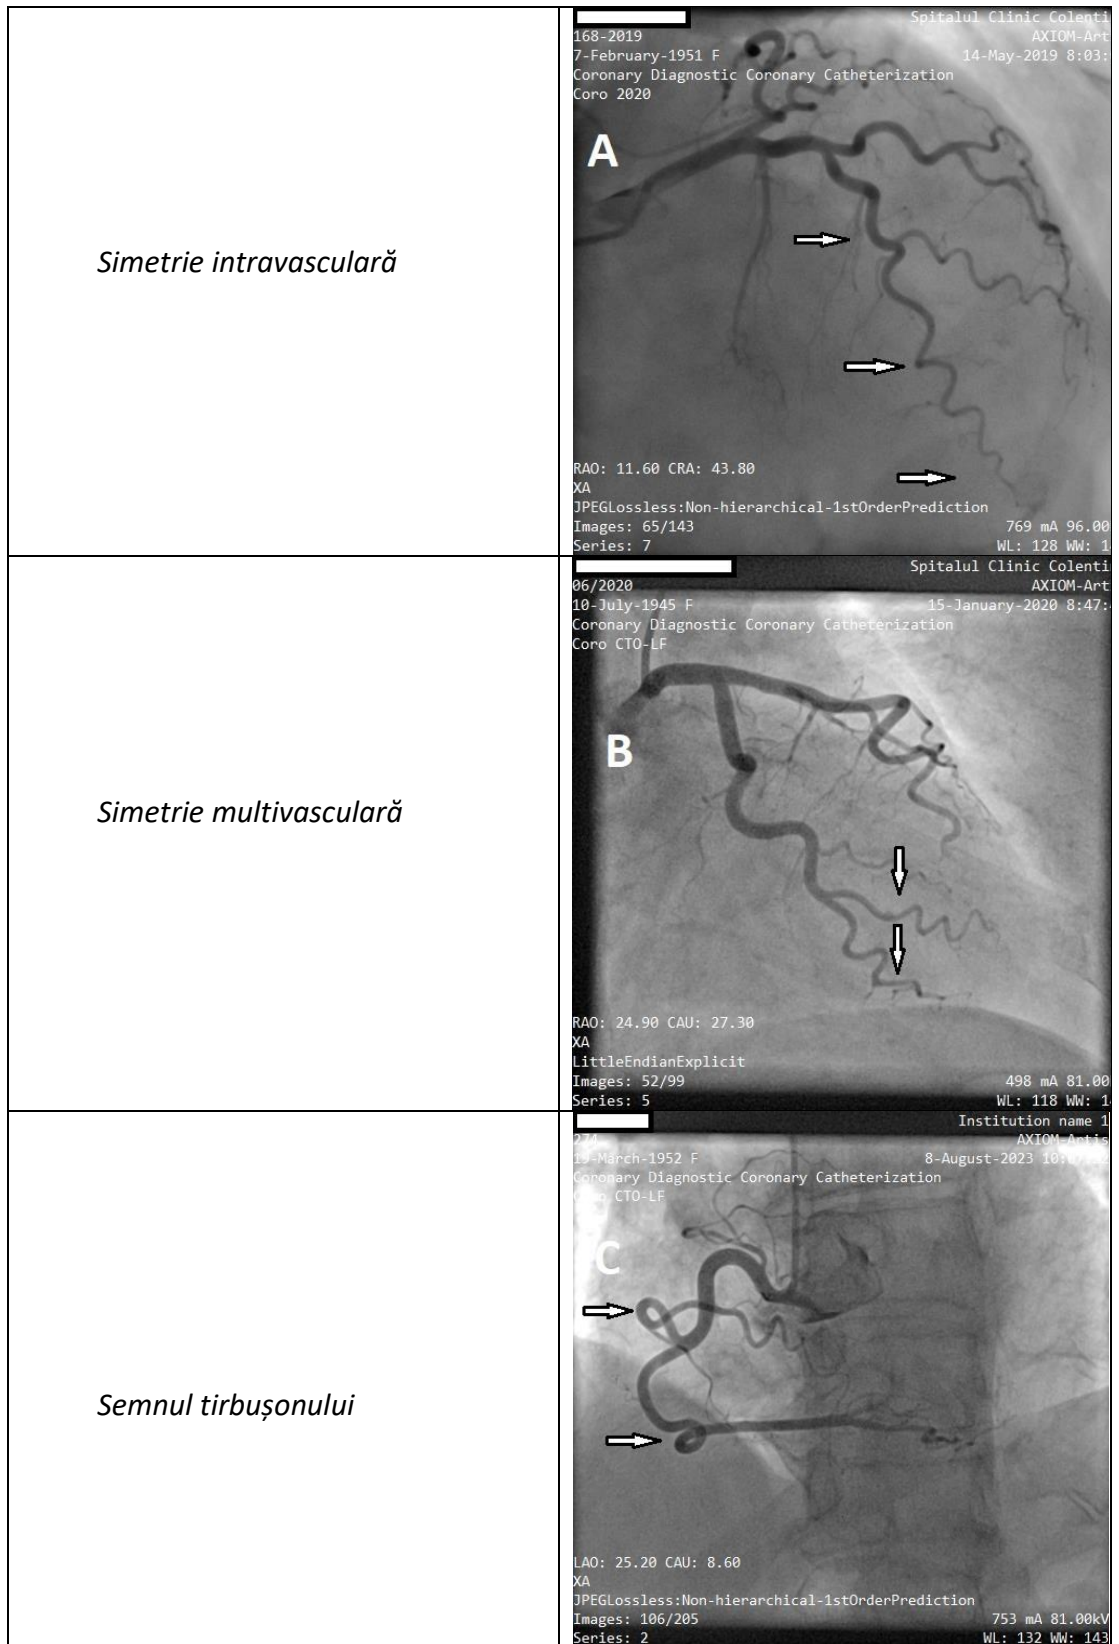 Simetrie intravasculară
Spitalul Clinic Colenti
168-2019
AXIOM-Art
7-February-1951 F
14-May-2019 8:03:
Coronary Diagnostic Coronary Catheterization
Coro 2020
A
RAO: 11.60 CRA: 43.80
XA
JPEGLossless:Non-hierarchical-1stOrderPrediction
Images: 65/143
769 mA 96.00
Series: 7
WL: 128 WW: 1
Simetrie multivasculară
Spitalul Clinic Colenti
06/2020
AXIOM-Art
10-July-1945 F
15-January-2020 8:47:
Coronary Diagnostic Coronary Catheterization
Coro CTO-LF
B
RAO: 24.90 CAU: 27.30
XA
LittleEndianExplicit
Images: 52/99
498 mA 81.00
Series: 5
WL: 118 WW: 1
Semnul tirbușonului
Institution name 1
274
AXIOM-Artis
19-March-1952 F
8-August-2023
Coronary Diagnostic Coronary Catheterization
CTO-LF
C
LAO: 25.20 CAU: 8.60
XA
JPEGLossless:Non-hierarchical-1stOrderPrediction
Images: 106/205
753 mA 81.00kV
Series: 2
WL: 132 WW: 143